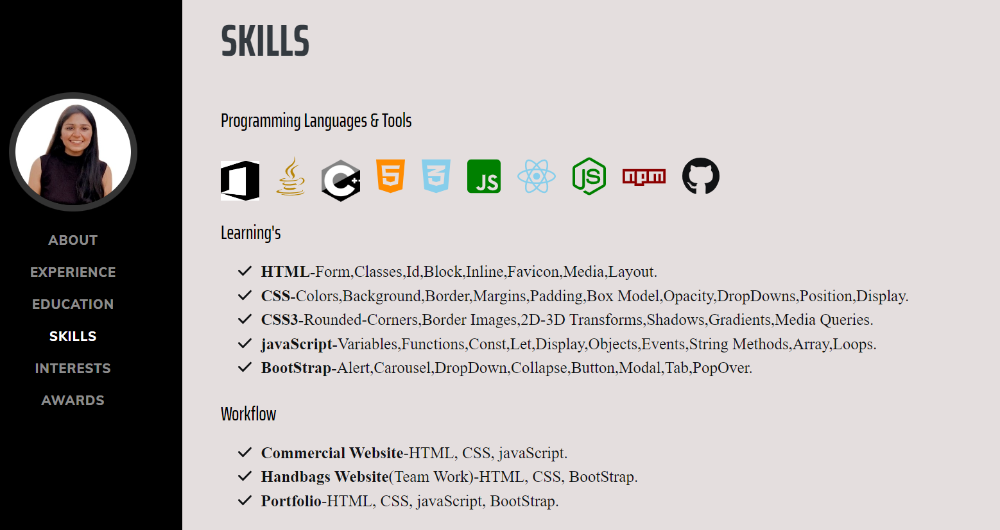 SKILLS
Programming Languages & Tools
C++ 5 3 JS JS npm
ABOUT
EXPERIENCE
EDUCATION
SKILLS
INTERESTS
AWARDS
Learning's
HTML-Form,Classes,Id,Block,Inline,Favicon,Media,Layout.
CSS-Colors,Background,Border,Margins,Padding,Box Model,Opacity,DropDowns,Position,Display.
CSS3-Rounded-Corners,Border Images,2D-3D Transforms,Shadows,Gradients,Media Queries.
javaScript-Variables,Functions,Const,Let,Display,Objects,Events,String Methods,Array,Loops.
BootStrap-Alert,Carousel,DropDown,Collapse,Button,Modal,Tab,PopOver.
Workflow
Commercial Website-HTML, CSS, javaScript.
Handbags Website(Team Work)-HTML, CSS, BootStrap.
Portfolio-HTML, CSS, javaScript, BootStrap.